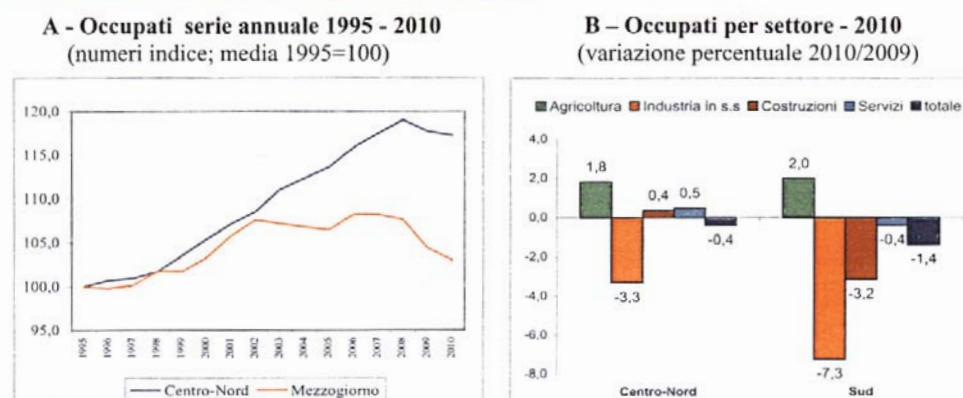 A - Occupati serie annuale 1995 - 2010
(numeri indice; media 1995=100)
120,0
115,0
110,0
105,0
100,0
95,0
1995 1996 1997 1998 1999 2000 2001 2002 2003 2004 2005 2006 2007 2008 2009 2010
Centro-Nord Mezzogiorno
B – Occupati per settore - 2010
(variazione percentuale 2010/2009)
Agricoltura Industria in s.s Costruzioni Servizi totale
4,0
2,0
0,0
-2,0
-4,0
-6,0
-8,0
1,8
-3,3
0,4
0,5
-0,4
2,0
-7,3
-3,2
-0,4
-1,4
Centro-Nord Sud